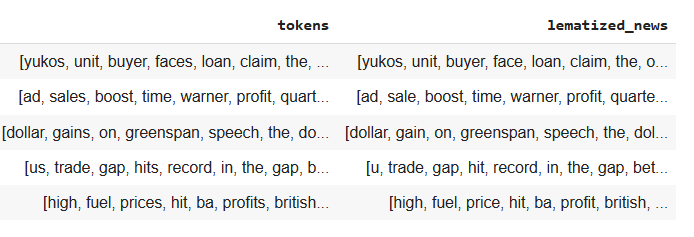 tokens lematized_news
[yukos, unit, buyer, faces, loan, claim, the, ... [yukos, unit, buyer, face, loan, claim, the, o...
[ad, sales, boost, time, warner, profit, quart... [ad, sale, boost, time, warner, profit, quarte...
[dollar, gains, on, greenspan, speech, the, do... [dollar, gain, on, greenspan, speech, the, dol...
[us, trade, gap, hits, record, in, the, gap, b... [u, trade, gap, hit, record, in, the, gap, bet...
[high, fuel, prices, hit, ba, profits, british... [high, fuel, price, hit, ba, profit, british, ...